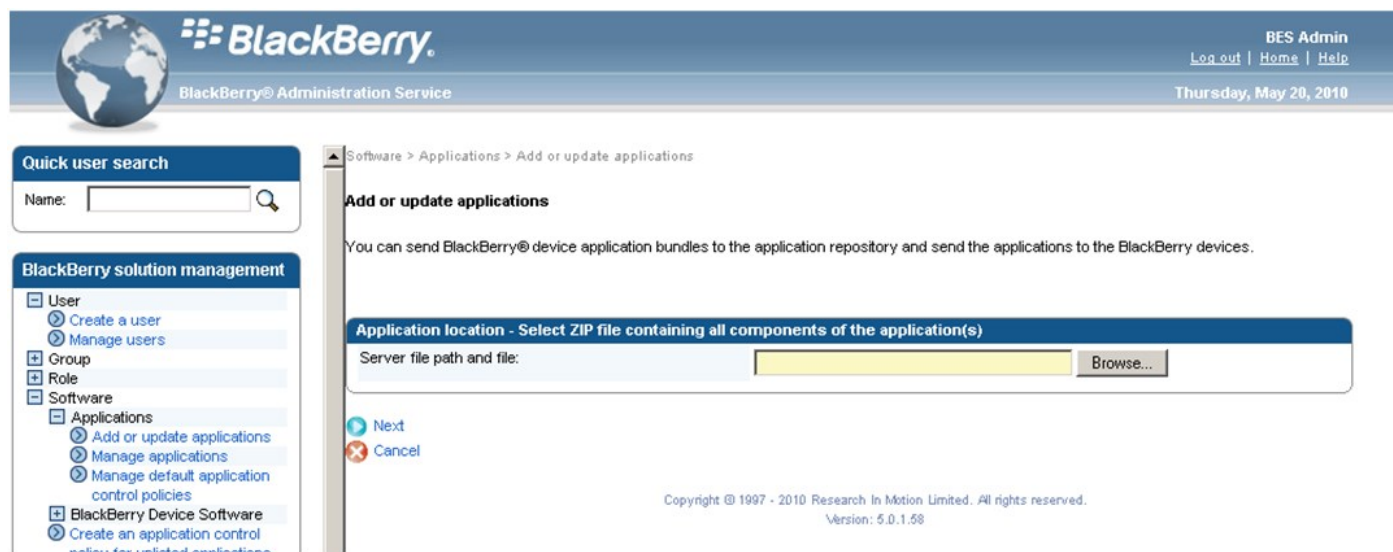 BlackBerry.
BES Admin
Log out | Home | Help
BlackBerry® Administration Service
Thursday, May 20, 2010
Quick user search
Name:
BlackBerry solution management
User
Create a user
Manage users
Group
Role
Software
Applications
Add or update applications
Manage applications
Manage default application
control policies
BlackBerry Device Software
Create an application control
policy for unlisted applications
Software > Applications > Add or update applications
Add or update applications
You can send BlackBerry® device application bundles to the application repository and send the applications to the BlackBerry devices.
Application location - Select ZIP file containing all components of the application(s)
Server file path and file:
Browse...
Next
Cancel
Copyright © 1997 - 2010 Research In Motion Limited. All rights reserved.
Version: 5.0.1.58